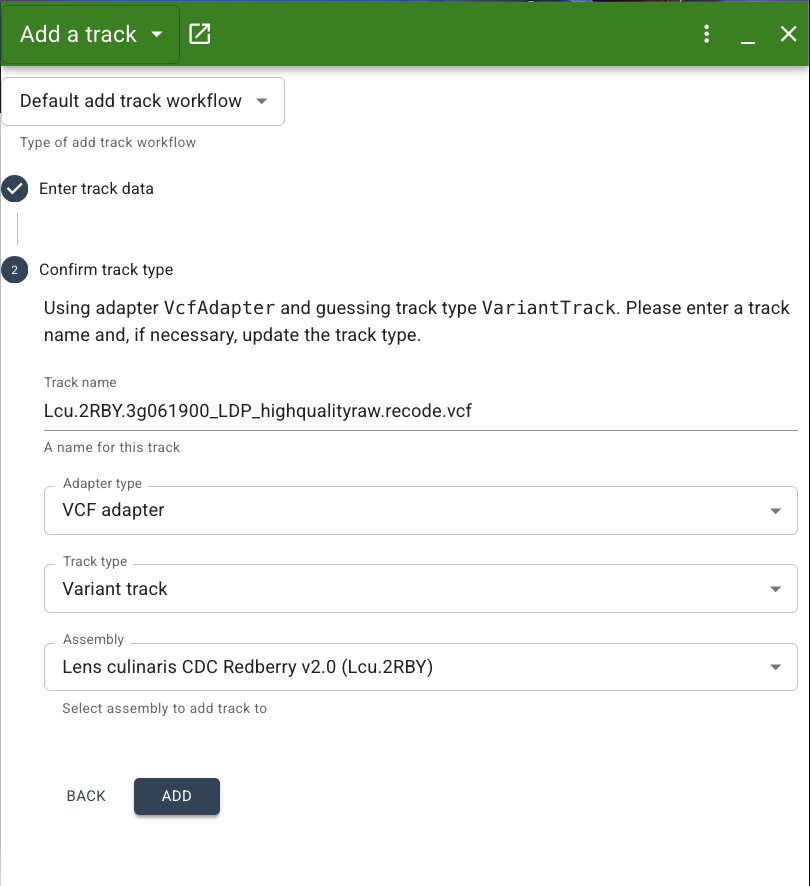 Add a track
Default add track workflow
Type of add track workflow
Enter track data
2
Confirm track type
Using adapter VcfAdapter and guessing track type VariantTrack. Please enter a track
name and, if necessary, update the track type.
Track name
Lcu.2RBY.3g061900_LDP_highqualityraw.recode.vcf
A name for this track
Adapter type
VCF adapter
Track type
Variant track
Assembly
Lens culinaris CDC Redberry v2.0 (Lcu.2RBY)
Select assembly to add track to
BACK
ADD